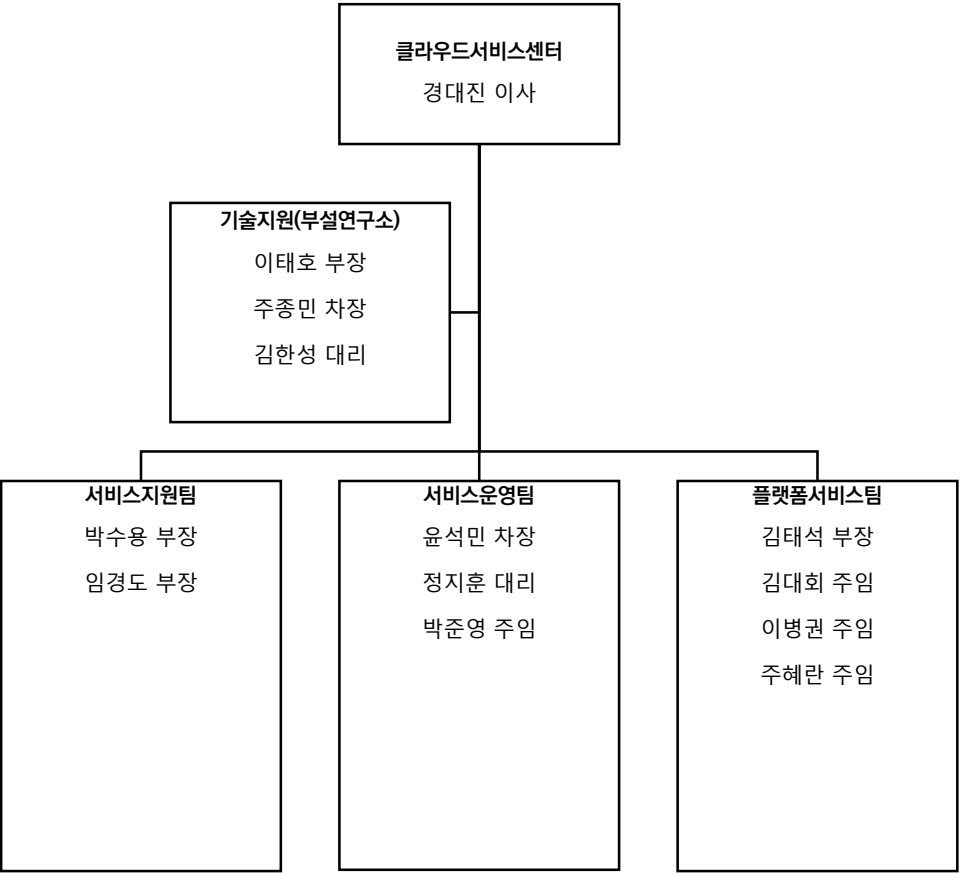 클라우드서비스센터
경대진 이사
기술지원(부설연구소)
이태호 부장
주종민 차장
김한성 대리
서비스지원팀
박수용 부장
임경도 부장
서비스운영팀
윤석민 차장
정지훈 대리
박준영 주임
플랫폼서비스팀
김태석 부장
김대회 주임
이병권 주임
주혜란 주임